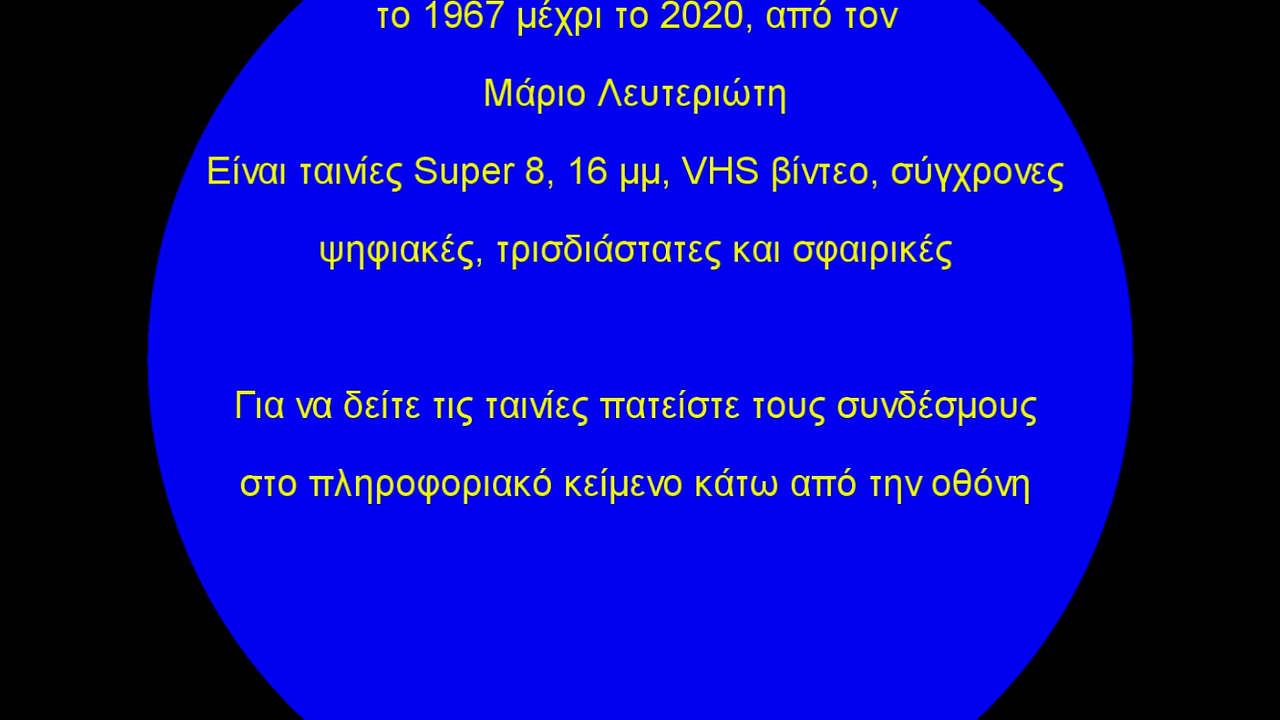 το 1967 μέχρι το 2020, από τον
Μάριο Λευτεριώτη
Είναι ταινίες Super 8, 16 μμ, VHS βίντεο, σύγχρονες
ψηφιακές, τρισδιάστατες και σφαιρικές
Για να δείτε τις ταινίες πατείστε τους συνδέσμους
στο πληροφοριακό κείμενο κάτω από την οθόνη